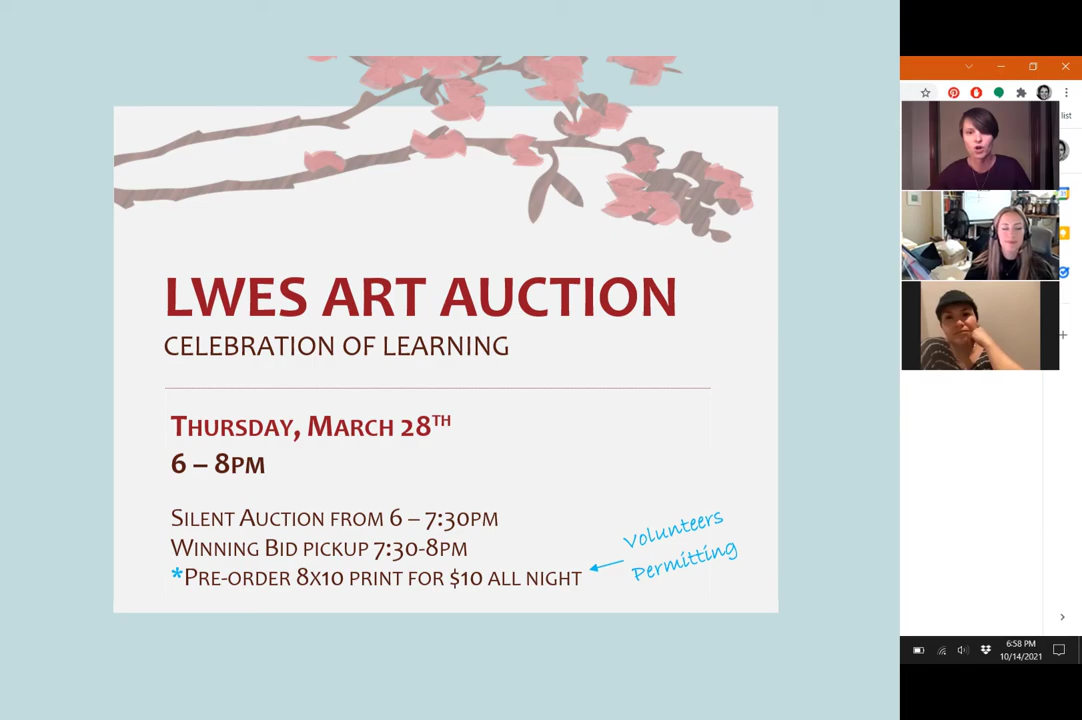 LWES ART AUCTION
CELEBRATION OF LEARNING
THURSDAY, MARCH 28TH
6 – 8PM
SILENT AUCTION FROM 6 – 7:30PM
WINNING BID PICKUP 7:30-8PM
*PRE-ORDER 8X10 PRINT FOR $10 ALL NIGHT
Volunteers
Permitting
list
6:58 PM
10/14/2021